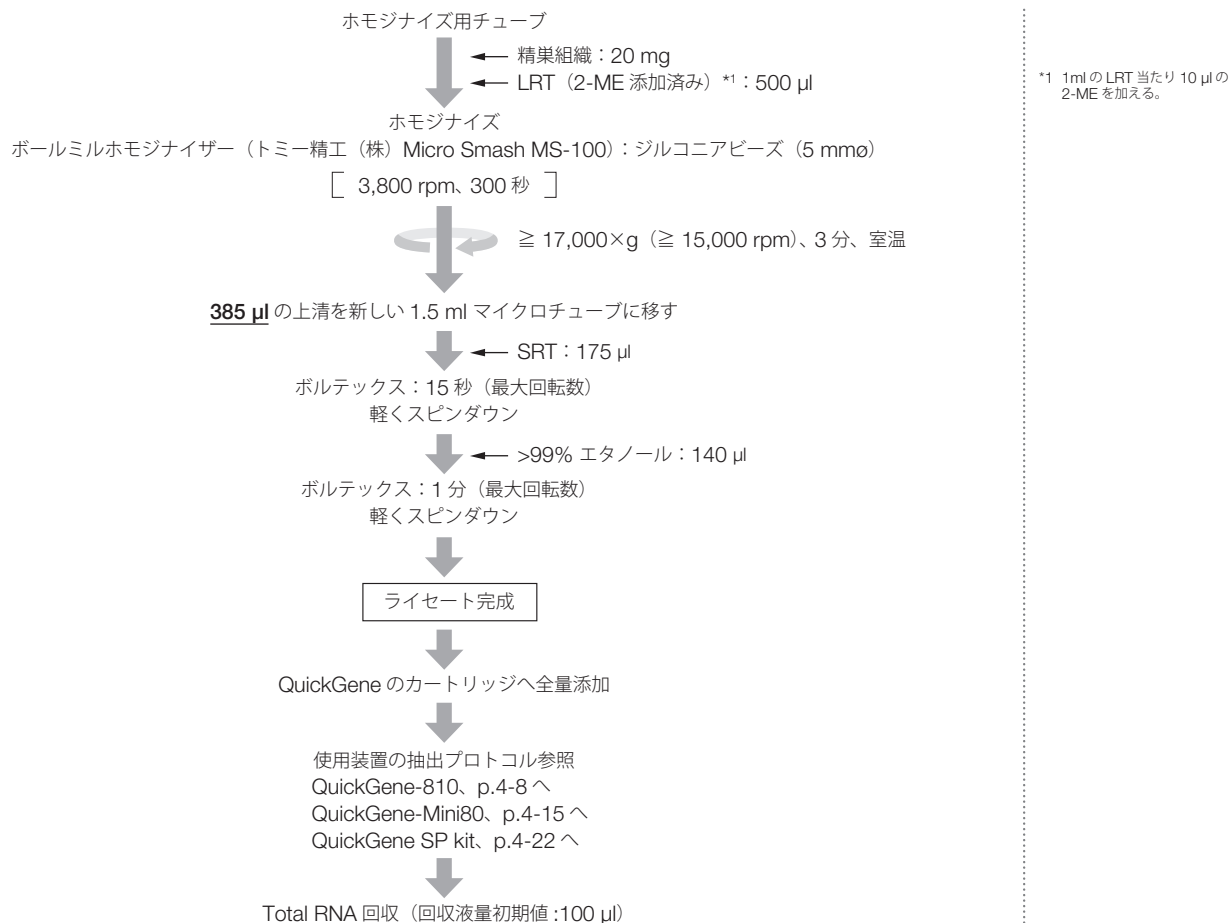 ホモジナイズ用チューブ
精巣組織：20 mg
LRT（2-ME 添加済み）*1：500 µl
*1 1ml の LRT 当たり 10 µl の
2-ME を加える。
ホモジナイズ
ボールミルホモジナイザー（トミー精工（株）Micro Smash MS-100）：ジルコニアビーズ（5 mmø）
[ 3,800 rpm、300 秒 ]
≧ 17,000×g（≧ 15,000 rpm）、3 分、室温
385 µl の上清を新しい 1.5 ml マイクロチューブに移す
SRT：175 µl
ボルテックス：15 秒（最大回転数）
軽くスピンダウン
>99% エタノール：140 µl
ボルテックス：1 分（最大回転数）
軽くスピンダウン
ライセート完成
QuickGene のカートリッジへ全量添加
使用装置の抽出プロトコル参照
QuickGene-810、p.4-8 へ
QuickGene-Mini80、p.4-15 へ
QuickGene SP kit、p.4-22 へ
Total RNA 回収（回収液量初期値 :100 µl）